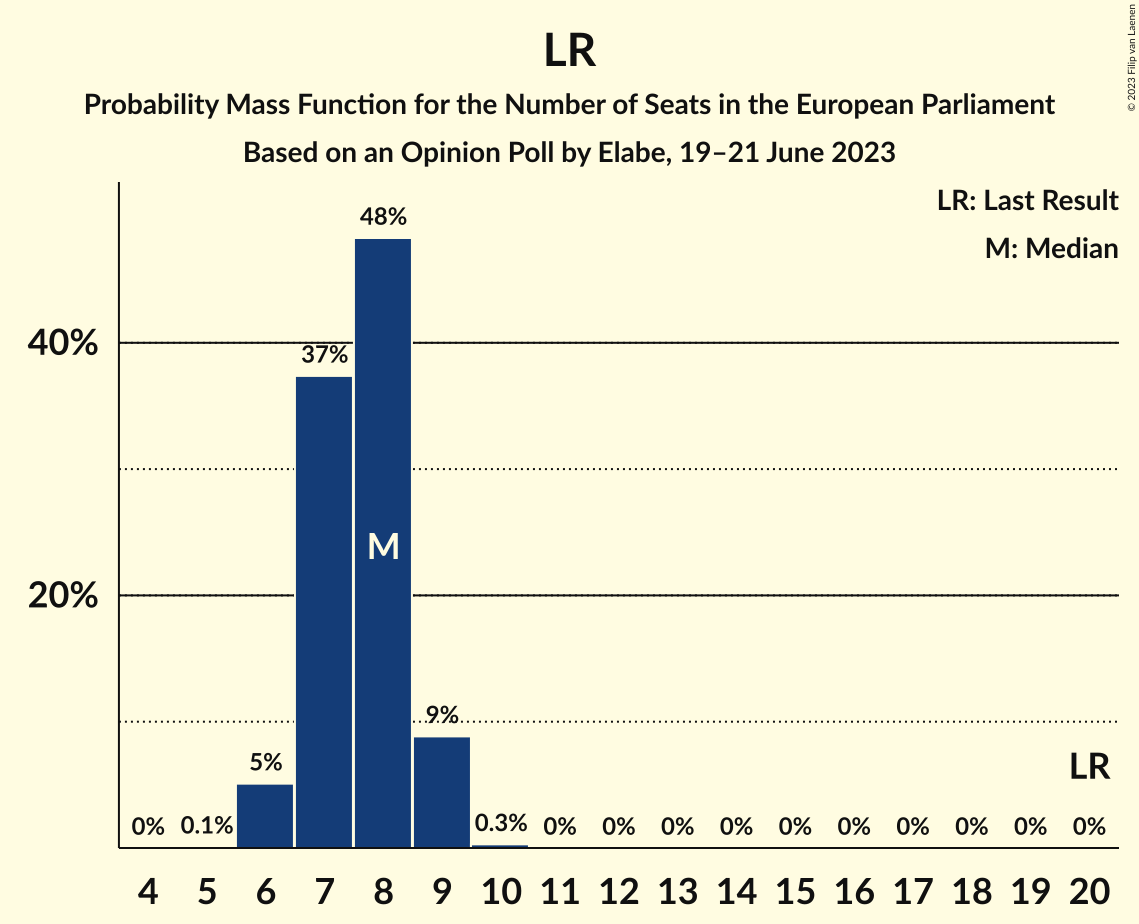 LR
Probability Mass Function for the Number of Seats in the European Parliament
Based on an Opinion Poll by Elabe, 19–21 June 2023
© 2023 Filip van Laenen
LR: Last Result
M: Median
48%
40%
37%
M
20%
9%
5%
LR
0% 0.1% 0.3% 0% 0% 0% 0% 0% 0% 0% 0% 0% 0%
4 5 6 7 8 9 10 11 12 13 14 15 16 17 18 19 20